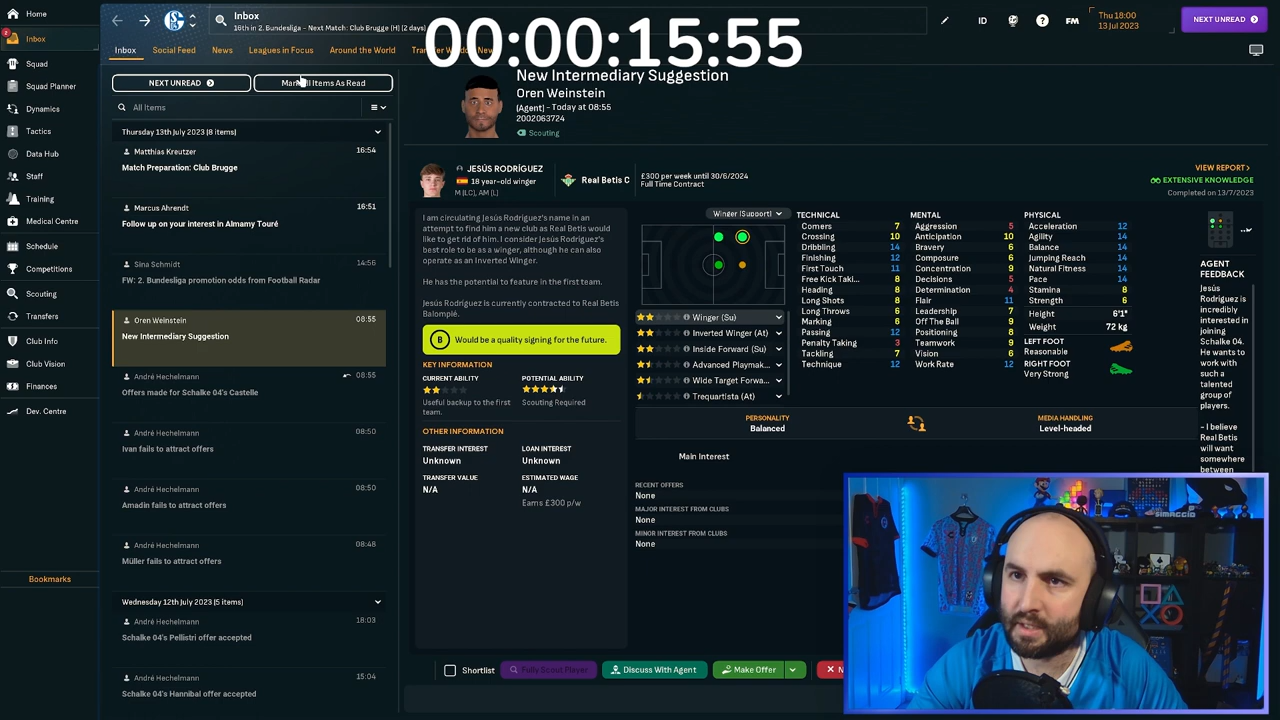 Home
Inbox
Squad
Squad Planner
Dynamics
Tactics
Data Hub
Staff
Training
Medical Centre
Schedule
Competitions
Scouting
Transfers
Club Info
Club Vision
Finances
Dev. Centre
Bookmarks
Inbox
16th in 2. Bundesliga - Next Match: Club Brugge (H) (2 days)
00:00:15:55
ID
FM
Thu 18:00
13 Jul 2023
NEXT UNREAD
Inbox
Social Feed
News
Leagues in Focus
Around the World
NEXT UNREAD
All Items
Thursday 13th July 2023 (8 items)
Matthias Kreutzer
16:54
Match Preparation: Club Brugge
Marcus Ahrendt
16:51
Follow up on your interest in Almamy Touré
Sina Schmidt
14:56
FW: 2. Bundesliga promotion odds from Football Radar
Oren Weinstein
08:55
New Intermediary Suggestion
André Hechelmann
08:55
Offers made for Schalke 04's Castelle
André Hechelmann
08:50
Ivan fails to attract offers
André Hechelmann
08:50
Amadin fails to attract offers
André Hechelmann
08:48
Müller fails to attract offers
Wednesday 12th July 2023 (5 items)
André Hechelmann
18:03
Schalke 04's Pellistri offer accepted
André Hechelmann
15:04
Schalke 04's Hannibal offer accepted
New Intermediary Suggestion
Oren Weinstein
(Agent) - Today at 08:55
2002063724
Scouting
JESÚS RODRÍGUEZ
18 year-old winger
M (LC), AM (L)
Real Betis C
£300 per week until 30/6/2024
Full Time Contract
VIEW REPORT>
EXTENSIVE KNOWLEDGE
Completed on 13/7/2023
I am circulating Jesús Rodríguez's name in an
attempt to find him a new club as Real Betis would
like to get rid of him. I consider Jesús Rodríguez's
best role to be as a winger, although he can also
operate as an Inverted Winger.
He has the potential to feature in the first team.
Jesús Rodríguez is currently contracted to Real Betis
Balompié.
B Would be a quality signing for the future.
KEY INFORMATION
CURRENT ABILITY
POTENTIAL ABILITY
Useful backup to the first
team.
Scouting Required
OTHER INFORMATION
TRANSFER INTEREST
LOAN INTEREST
Unknown
Unknown
TRANSFER VALUE
ESTIMATED WAGE
N/A
N/A
Earns £300 p/w
Winger (Support)
Winger (Su)
Inverted Winger (At)
Inside Forward (Su)
Advanced Playmak...
Wide Target Forwa...
Trequartista (At)
TECHNICAL
Corners 7
Crossing 10
Dribbling 14
Finishing 12
First Touch 11
Free Kick Taki... 8
Heading 8
Long Shots 8
Long Throws 6
Marking 8
Penalty Taking 3
Tackling 7
Technique 12
MENTAL
Aggression 5
Anticipation 10
Bravery 6
Composure 6
Concentration 9
Decisions 5
Determination 4
Flair 11
Leadership 7
Off The Ball 9
Positioning 8
Teamwork 9
Vision 6
Work Rate 12
PHYSICAL
Acceleration 12
Agility 14
Balance 14
Jumping Reach 14
Natural Fitness 14
Pace 14
Stamina 8
Strength 6
Height 6'1"
Weight 72 kg
LEFT FOOT
Reasonable
RIGHT FOOT
Very Strong
AGENT
FEEDBACK
Jesús
Rodríguez is
incredibly
interested in
joining
Schalke 04.
He wants to
work with
such a
talented
group of
players.
- I believe
Real Betis
will want
somewhere
between
PERSONALITY
Balanced
MEDIA HANDLING
Level-headed
Main Interest
RECENT OFFERS
None
MAJOR INTEREST FROM CLUBS
None
MINOR INTEREST FROM CLUBS
None
Shortlist
Fully Scout Player
Discuss With Agent
Make Offer
SIMACCIO